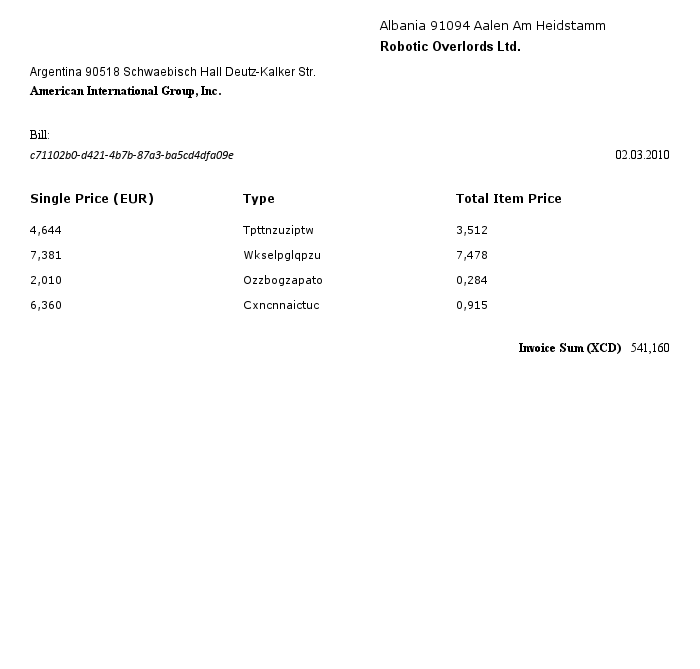 Albania 91094 Aalen Am Heidstamm
Robotic Overlords Ltd.
Argentina 90518 Schwaebisch Hall Deutz-Kalker Str.
American International Group, Inc.
Bill:
c71102b0-d421-4b7b-87a3-ba5cd4dfa09e 02.03.2010
Single Price (EUR) Type Total Item Price
4,644 Tpttnzuziptw 3,512
7,381 Wkselpglqpzu 7,478
2,010 Ozzbogzapato 0,284
6,360 Cxncnnaictuc 0,915
Invoice Sum (XCD) 541,160